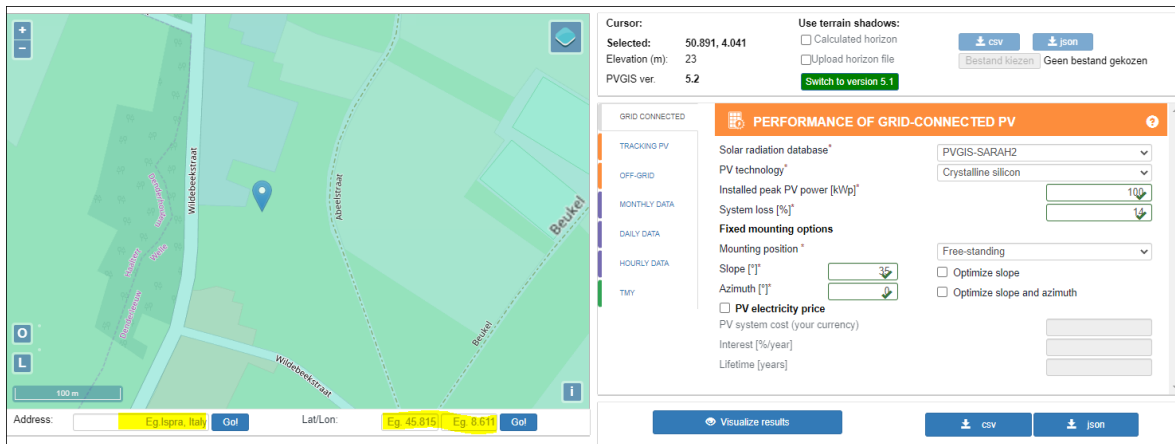 +
−
Wildebeekstraat
Abeelstraat
Beukel
Denderhoutem
Haaltert
Welle
Denderleeuw
Wildebeekstraat
Beukel
O
L
100 m
i
Address:
Eg.Ispra, Italy
Go!
Lat/Lon:
Eg. 45.815
Eg. 8.611
Go!
Cursor:
Selected: 50.891, 4.041
Elevation (m): 23
PVGIS ver. 5.2
Use terrain shadows:
Calculated horizon
csv
json
Upload horizon file
Bestand kiezen Geen bestand gekozen
Switch to version 5.1
GRID CONNECTED
TRACKING PV
OFF-GRID
MONTHLY DATA
DAILY DATA
HOURLY DATA
TMY
PERFORMANCE OF GRID-CONNECTED PV
?
Solar radiation database* PVGIS-SARAH2
PV technology* Crystalline silicon
Installed peak PV power [kWp]* 100
System loss [%]* 14
Fixed mounting options
Mounting position * Free-standing
Slope [°]* 35 Optimize slope
Azimuth [°]* 0 Optimize slope and azimuth
PV electricity price
PV system cost (your currency)
Interest [%/year]
Lifetime [years]
Visualize results
csv
json